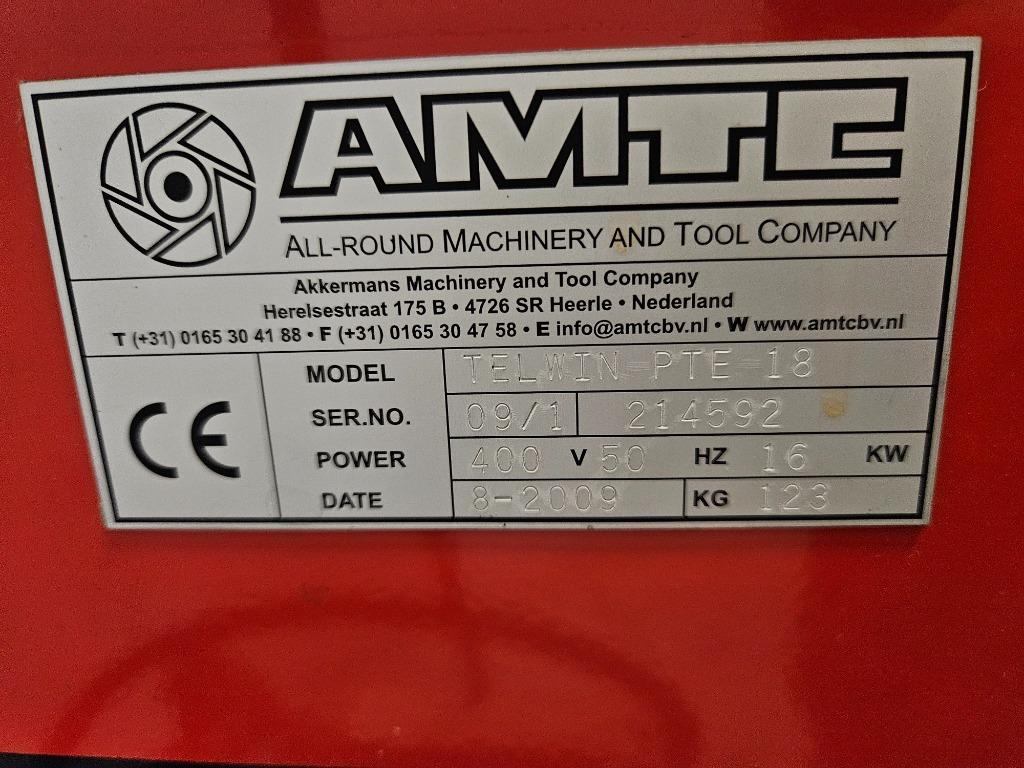 AMTC
ALL-ROUND MACHINERY AND TOOL COMPANY
Akkermans Machinery and Tool Company
Herelsestraat 175 B • 4726 SR Heerle • Nederland
T (+31) 0165 30 41 88 • F (+31) 0165 30 47 58 • E info@amtcbv.nl • W www.amtcbv.nl
CE
MODEL TELWIN-PTE-18
SER.NO. 09/1 214592
POWER 400 V 50 HZ 16 KW
DATE 8-2009 KG 123